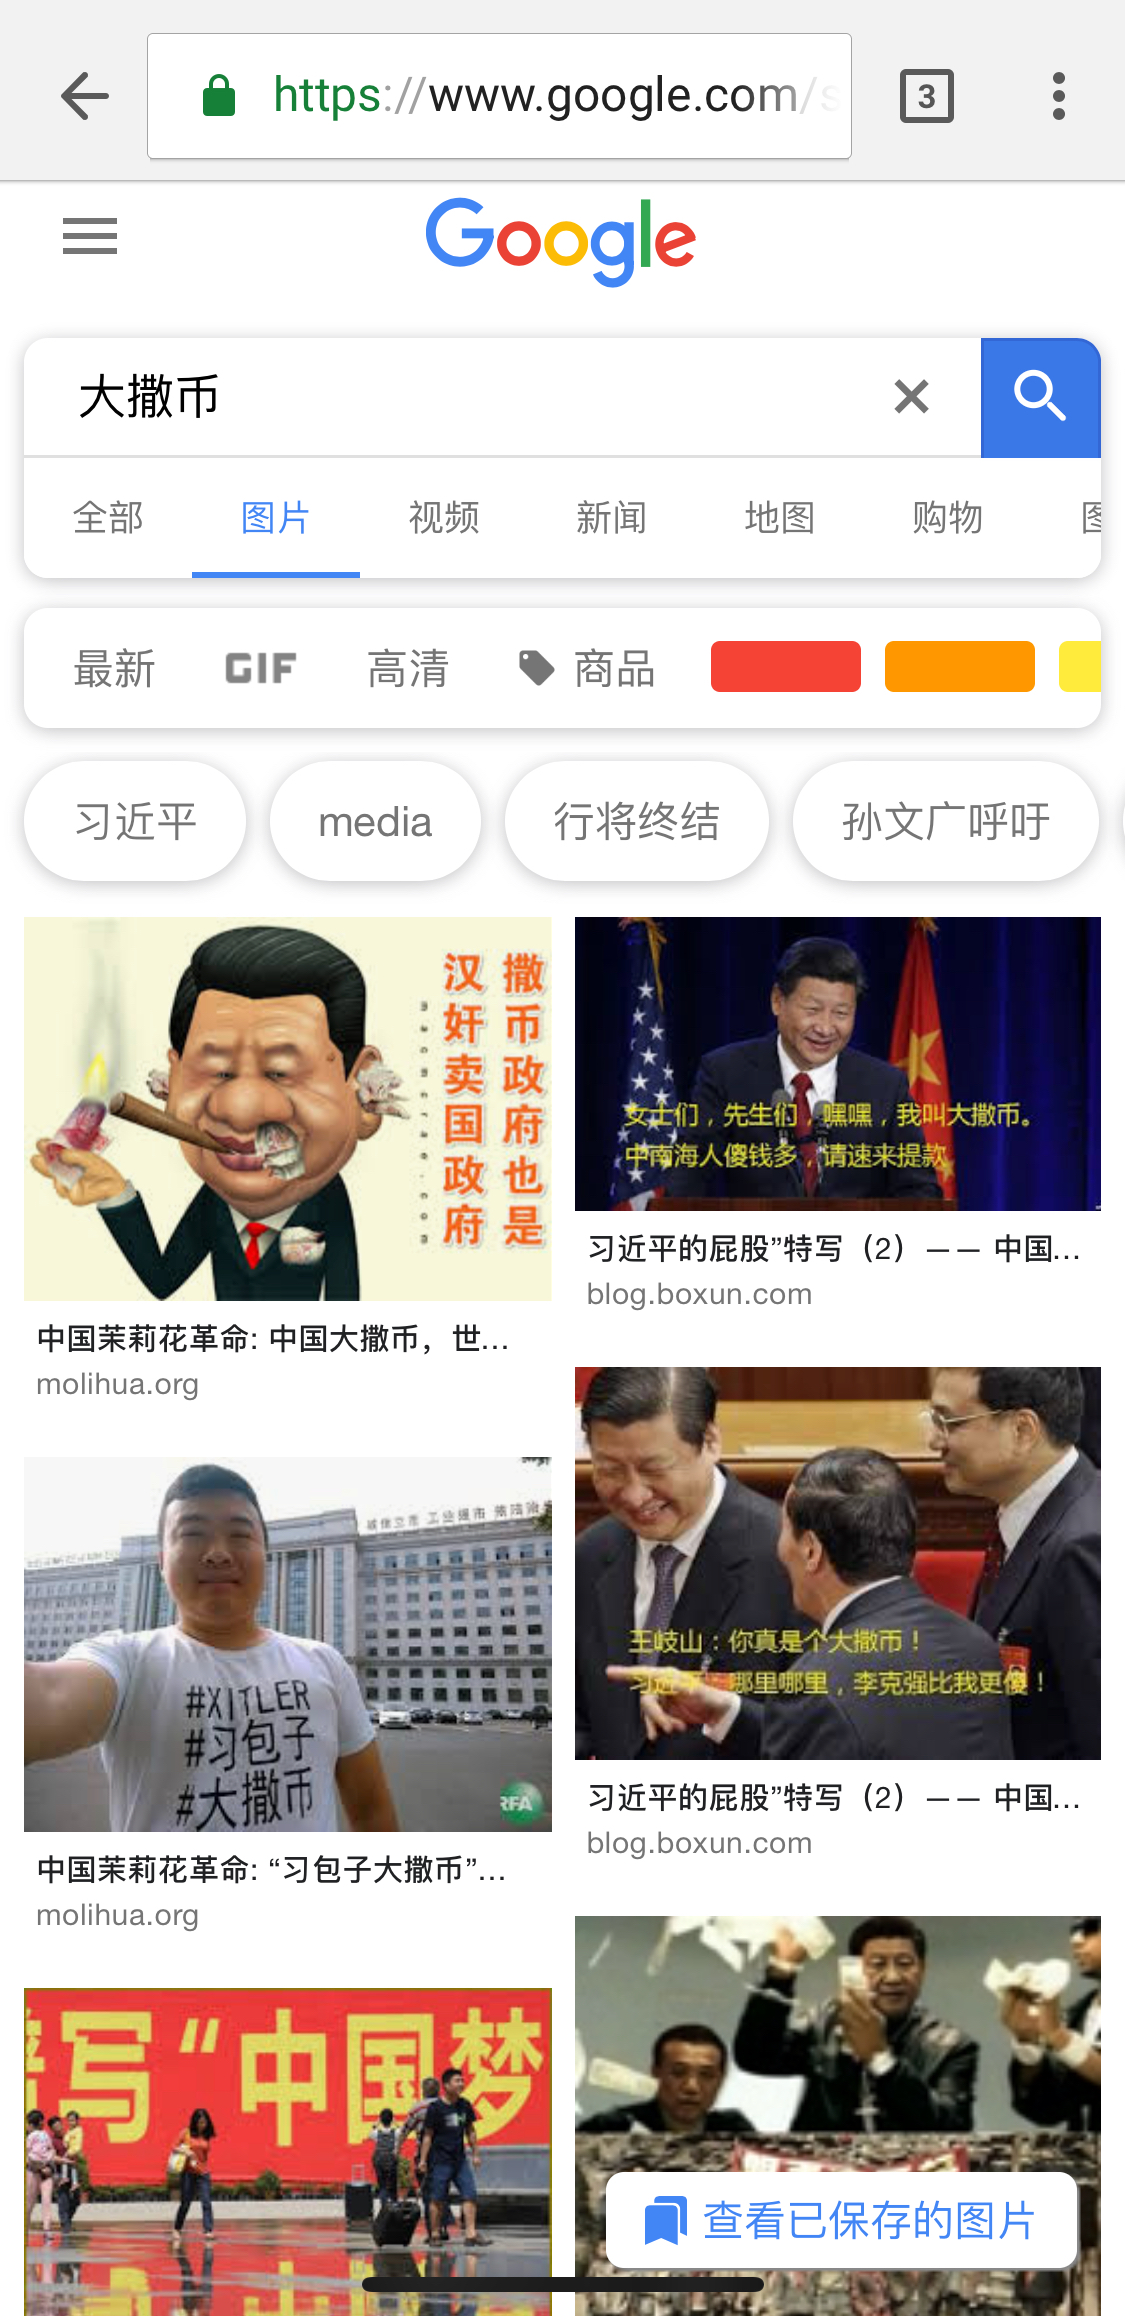 https://www.google.com/s
3
Google
大撒币
全部 图片 视频 新闻 地图 购物
最新 GIF 高清 商品
习近平 media 行将终结 孙文广呼吁
撒币政府也是
汉奸卖国政府
中国茉莉花革命: 中国大撒币，世...
molihua.org
女士们，先生们，嘿嘿，我叫大撒币。
中南海人傻钱多，请速来提款
习近平的屁股”特写（2）—— 中国...
blog.boxun.com
#XITLER
#习包子
#大撒币
RFA
中国茉莉花革命: “习包子大撒币”...
molihua.org
王岐山：你真是个大撒币！
习近平：哪里哪里，李克强比我更傻！
习近平的屁股”特写（2）—— 中国...
blog.boxun.com
写“中国梦
查看已保存的图片